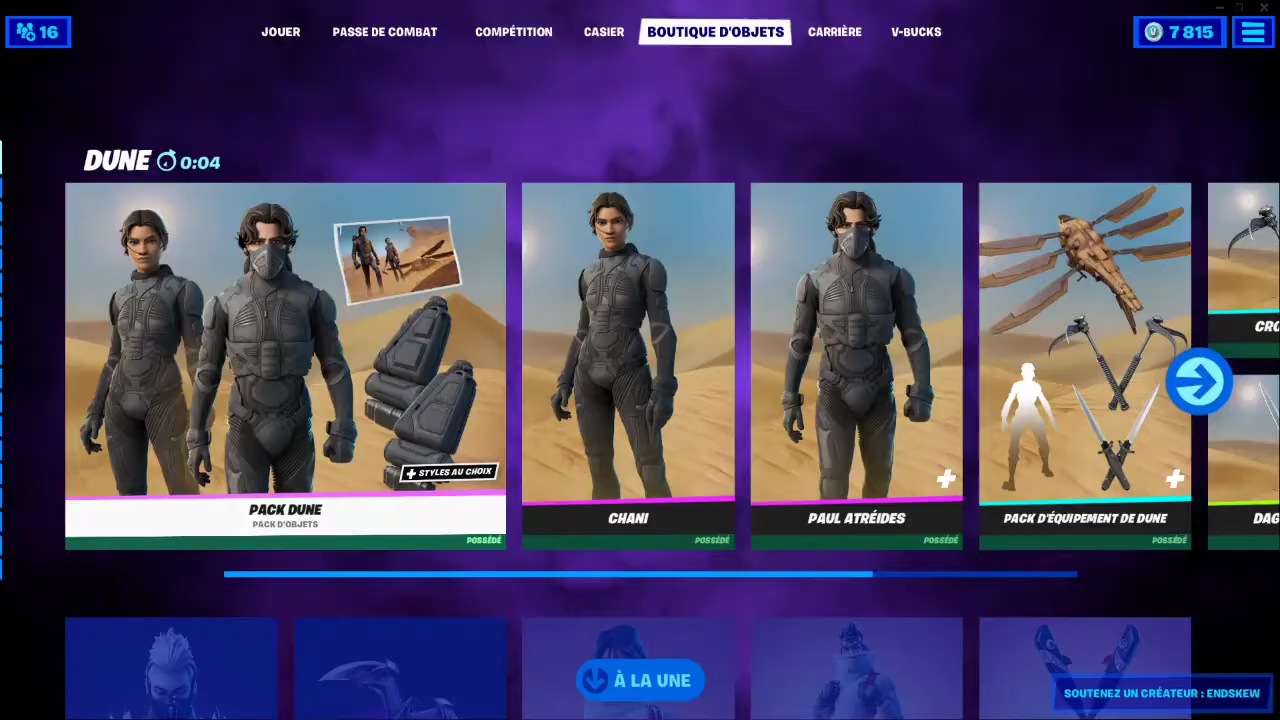 16
JOUER
PASSE DE COMBAT
COMPÉTITION
CASIER
BOUTIQUE D'OBJETS
CARRIÈRE
V-BUCKS
7 815
DUNE 0:04
+ STYLES AU CHOIX
PACK DUNE
PACK D'OBJETS
POSSÉDÉ
CHANI
POSSÉDÉ
PAUL ATRÉIDES
POSSÉDÉ
PACK D'ÉQUIPEMENT DE DUNE
POSSÉDÉ
CRO
DAG
À LA UNE
SOUTENEZ UN CRÉATEUR : ENDSKEW